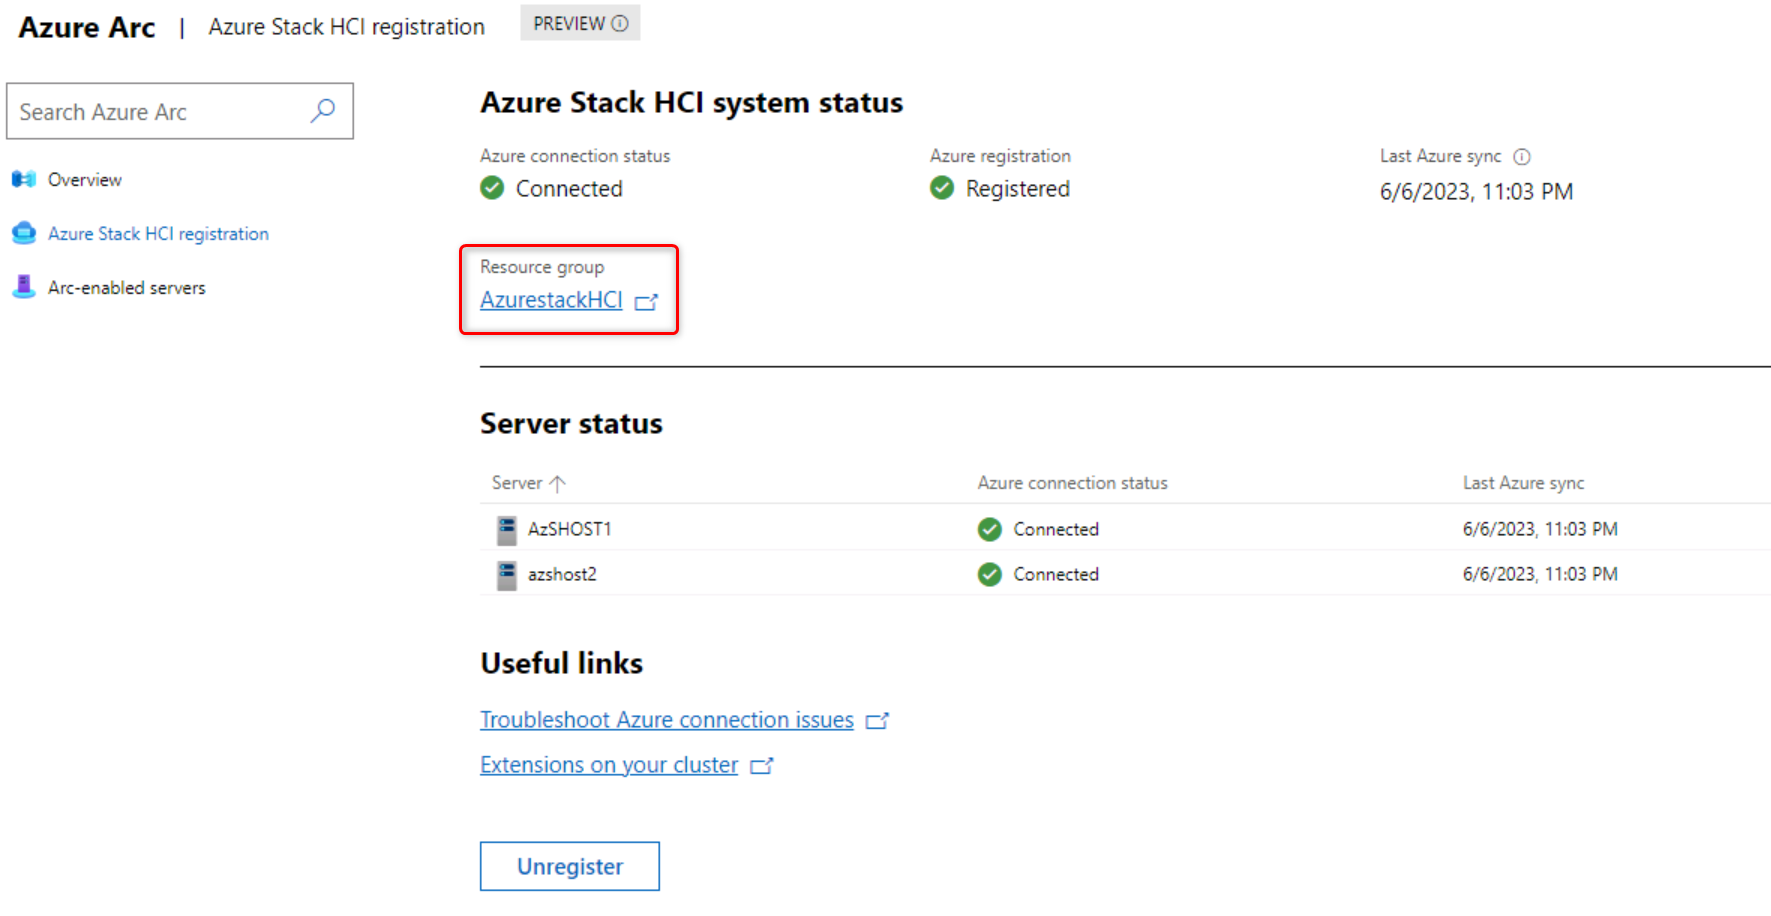 Azure Arc | Azure Stack HCI registration PREVIEW
Search Azure Arc
Overview
Azure Stack HCI registration
Arc-enabled servers
Azure Stack HCI system status
Azure connection status Azure registration Last Azure sync
Connected Registered 6/6/2023, 11:03 PM
Resource group
AzurestackHCI
Server status
Server Azure connection status Last Azure sync
AzSHOST1 Connected 6/6/2023, 11:03 PM
azshost2 Connected 6/6/2023, 11:03 PM
Useful links
Troubleshoot Azure connection issues
Extensions on your cluster
Unregister